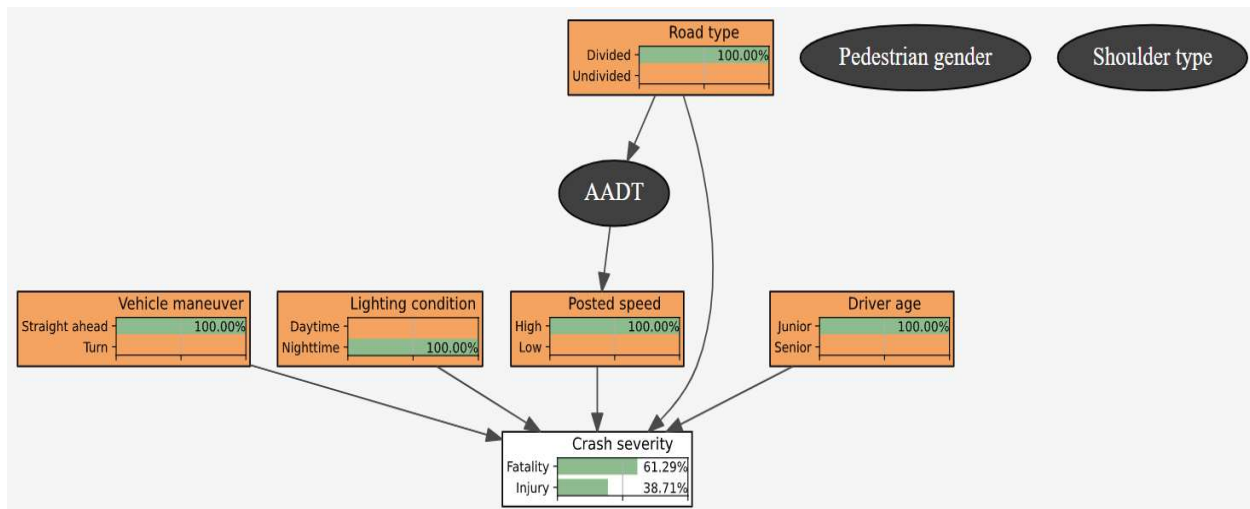 Road type
Divided 100.00%
Undivided
Pedestrian gender
Shoulder type
AADT
Vehicle maneuver
Straight ahead 100.00%
Turn
Lighting condition
Daytime
Nighttime 100.00%
Posted speed
High 100.00%
Low
Driver age
Junior 100.00%
Senior
Crash severity
Fatality 61.29%
Injury 38.71%